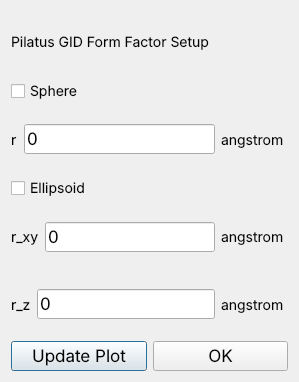 Pilatus GID Form Factor Setup
Sphere
r 0 angstrom
Ellipsoid
r_xy 0 angstrom
r_z 0 angstrom
Update Plot OK